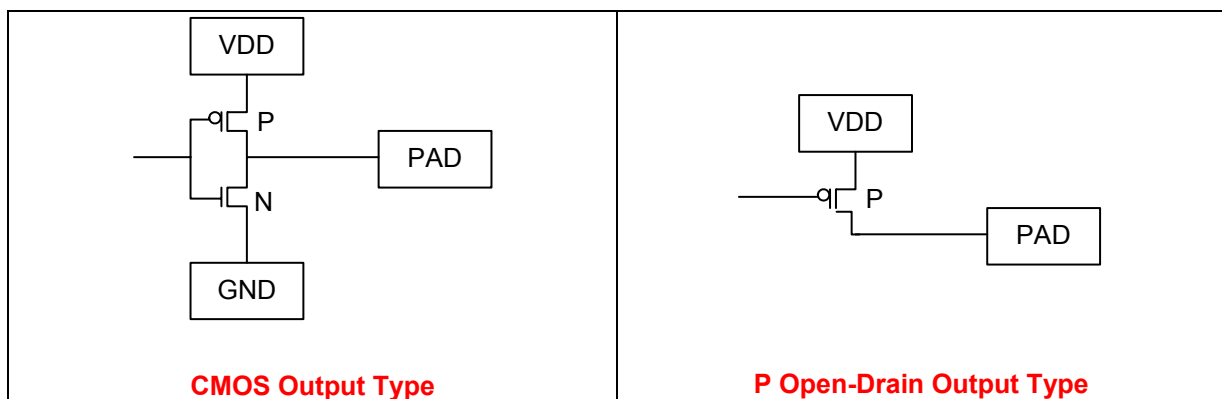 VDD
P
PAD
N
GND
CMOS Output Type
VDD
P
PAD
P Open-Drain Output Type